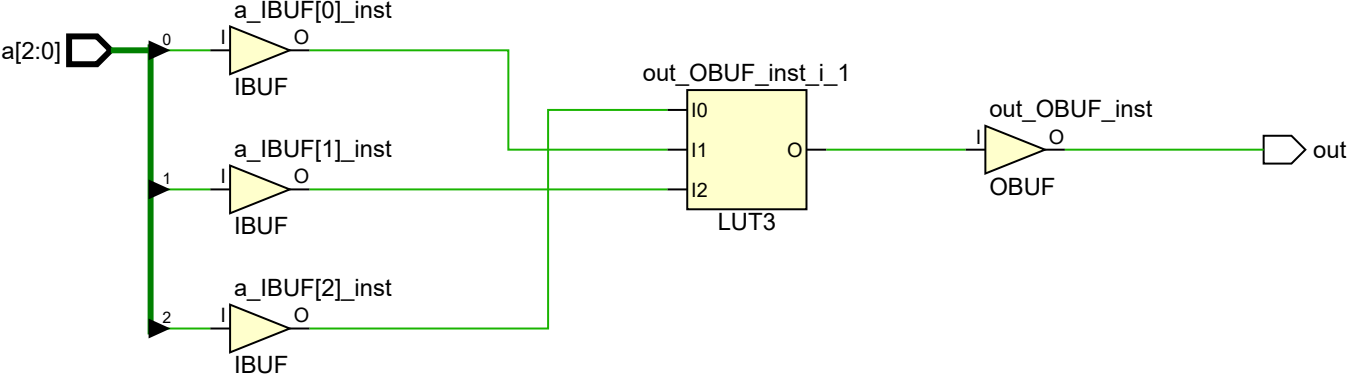 a_IBUF[0]_inst
a[2:0]
0
I
O
IBUF
out_OBUF_inst_i_1
I0
I1
I2
O
LUT3
out_OBUF_inst
I
O
OBUF
out
a_IBUF[1]_inst
1
I
O
IBUF
a_IBUF[2]_inst
2
I
O
IBUF